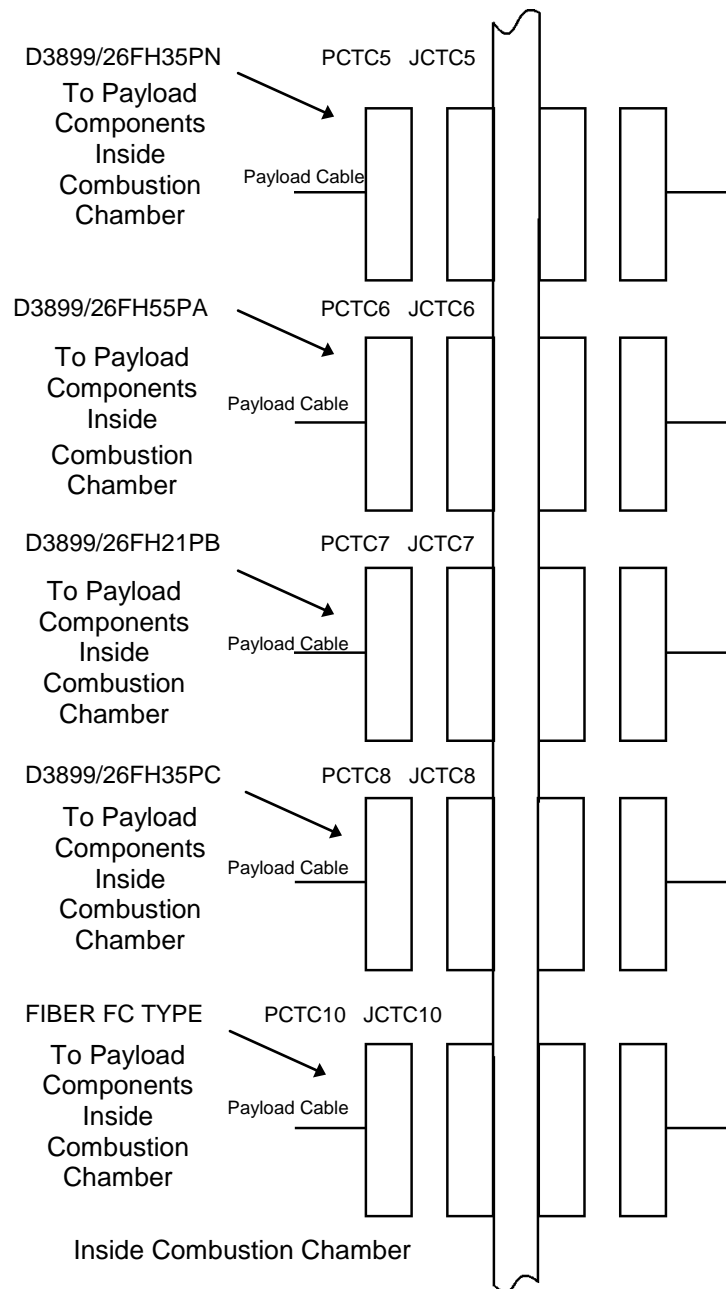 D3899/26FH35PN PCTC5 JCTC5
To Payload
Components
Inside
Combustion
Chamber
Payload Cable
D3899/26FH55PA PCTC6 JCTC6
To Payload
Components
Inside
Combustion
Chamber
Payload Cable
D3899/26FH21PB PCTC7 JCTC7
To Payload
Components
Inside
Combustion
Chamber
Payload Cable
D3899/26FH35PC PCTC8 JCTC8
To Payload
Components
Inside
Combustion
Chamber
Payload Cable
FIBER FC TYPE PCTC10 JCTC10
To Payload
Components
Inside
Combustion
Chamber
Payload Cable
Inside Combustion Chamber